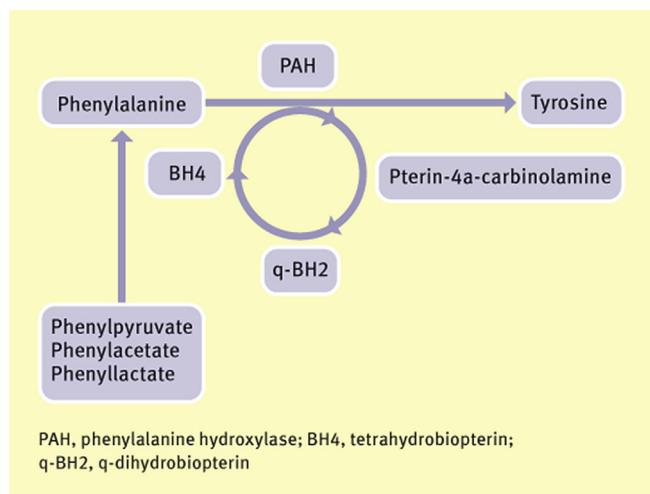 PAH
Phenylalanine
Tyrosine
BH4
Pterin-4a-carbinolamine
q-BH2
Phenylpyruvate
Phenylacetate
Phenyllactate
PAH, phenylalanine hydroxylase; BH4, tetrahydrobiopterin;
q-BH2, q-dihydrobiopterin